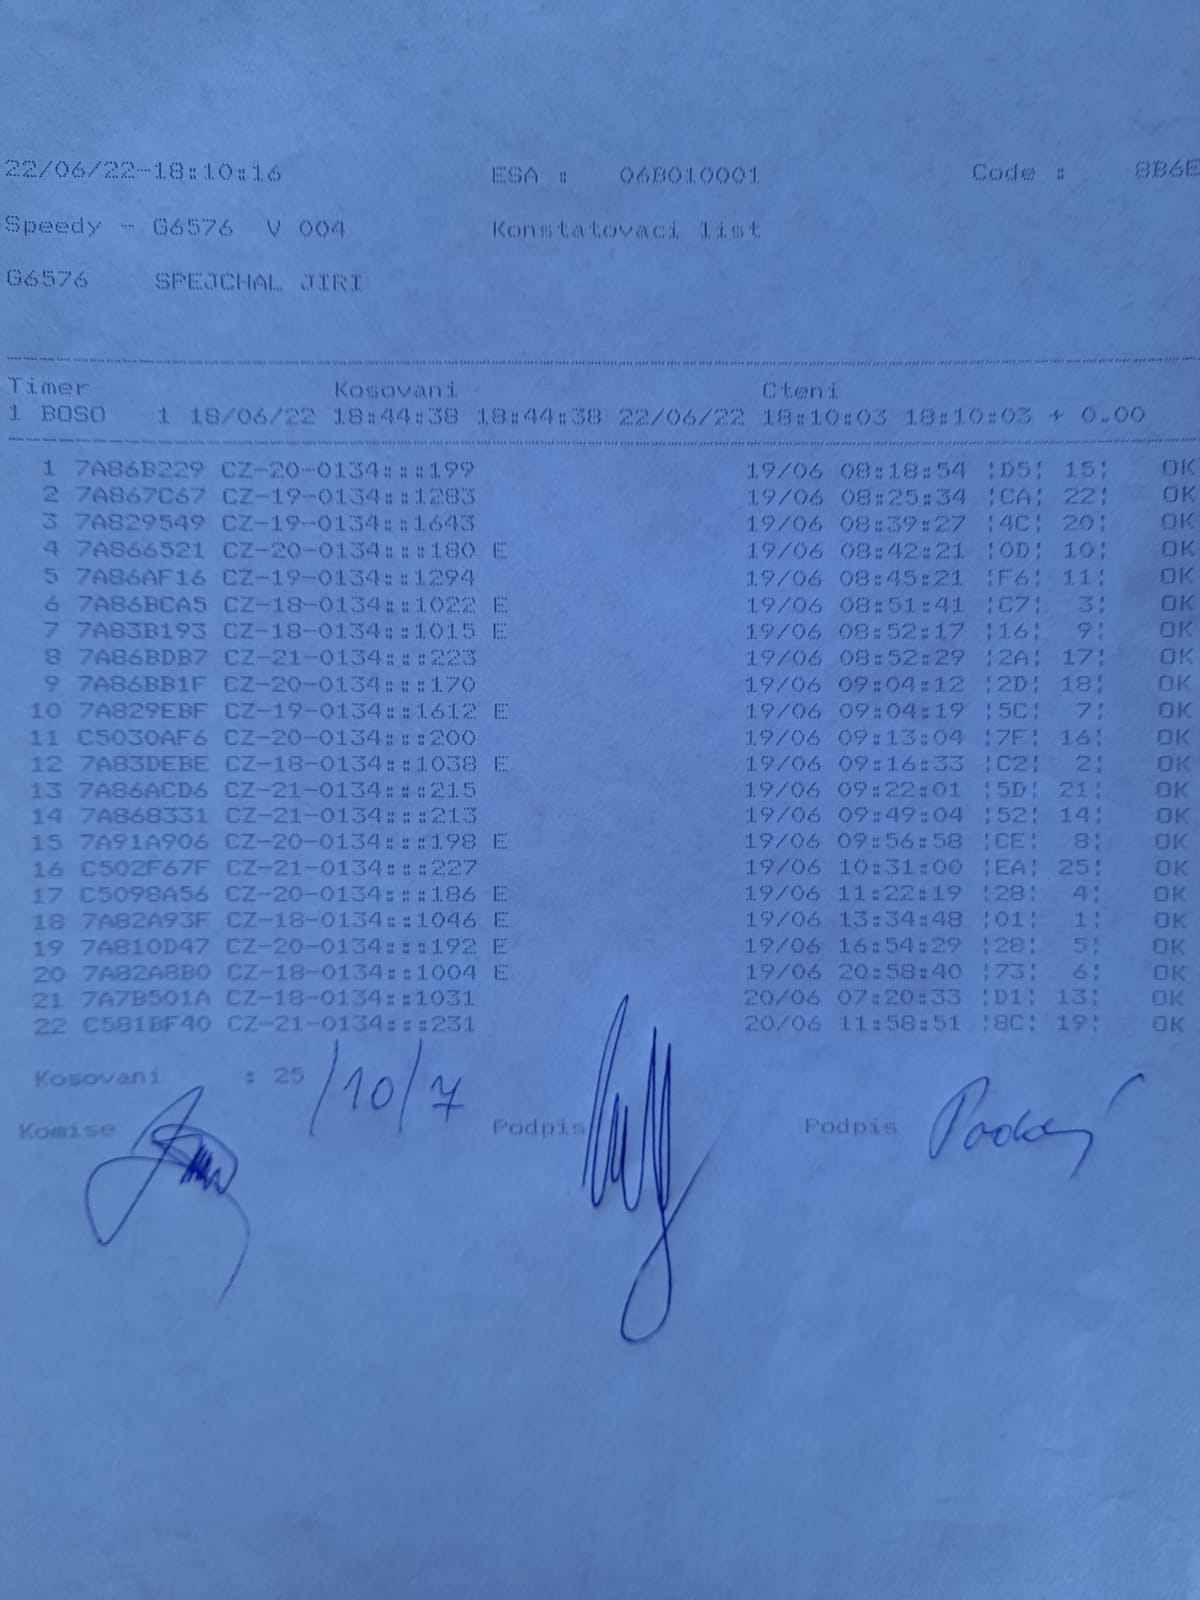 22/06/22-18:10:16 ESA : 06B010001 Code : 8B6E
Speedy - G6576 V 004 Konstatovaci list
G6576 SPEJCHAL JIRI
Timer Kosovani Cteni
1 BOSO 1 18/06/22 18:44:38 18:44:38 22/06/22 18:10:03 18:10:03 + 0.00
1 7A86B229 CZ-20-0134:::199 19/06 08:18:54 ¦D5¦ 15¦ OK
2 7A867C67 CZ-19-0134::1283 19/06 08:25:34 ¦CA¦ 22¦ OK
3 7A829549 CZ-19-0134::1643 19/06 08:39:27 ¦4C¦ 20¦ OK
4 7A866521 CZ-20-0134:::180 E 19/06 08:42:21 ¦0D¦ 10¦ OK
5 7A86AF16 CZ-19-0134::1294 19/06 08:45:21 ¦F6¦ 11¦ OK
6 7A86BCA5 CZ-18-0134::1022 E 19/06 08:51:41 ¦C7¦ 3¦ OK
7 7A83B193 CZ-18-0134::1015 E 19/06 08:52:17 ¦16¦ 9¦ OK
8 7A86BDB7 CZ-21-0134:::223 19/06 08:52:29 ¦2A¦ 17¦ OK
9 7A86BB1F CZ-20-0134:::170 19/06 09:04:12 ¦2D¦ 18¦ OK
10 7A829EBF CZ-19-0134::1612 E 19/06 09:04:19 ¦5C¦ 7¦ OK
11 C5030AF6 CZ-20-0134:::200 19/06 09:13:04 ¦7F¦ 16¦ OK
12 7A83DEBE CZ-18-0134::1038 E 19/06 09:16:33 ¦C2¦ 2¦ OK
13 7A86ACD6 CZ-21-0134:::215 19/06 09:22:01 ¦5D¦ 21¦ OK
14 7A868331 CZ-21-0134:::213 19/06 09:49:04 ¦52¦ 14¦ OK
15 7A91A906 CZ-20-0134:::198 E 19/06 09:56:58 ¦CE¦ 8¦ OK
16 C502F67F CZ-21-0134:::227 19/06 10:31:00 ¦EA¦ 25¦ OK
17 C5098A56 CZ-20-0134:::186 E 19/06 11:22:19 ¦28¦ 4¦ OK
18 7A82A93F CZ-18-0134::1046 E 19/06 13:34:48 ¦01¦ 1¦ OK
19 7A810D47 CZ-20-0134:::192 E 19/06 16:54:29 ¦28¦ 5¦ OK
20 7A82A8B0 CZ-18-0134::1004 E 19/06 20:58:40 ¦73¦ 6¦ OK
21 7A7B501A CZ-18-0134::1031 20/06 07:20:33 ¦D1¦ 13¦ OK
22 C581BF40 CZ-21-0134:::231 20/06 11:58:51 ¦8C¦ 19¦ OK
Kosovani : 25 /10/7
Komise Podpis Podpis